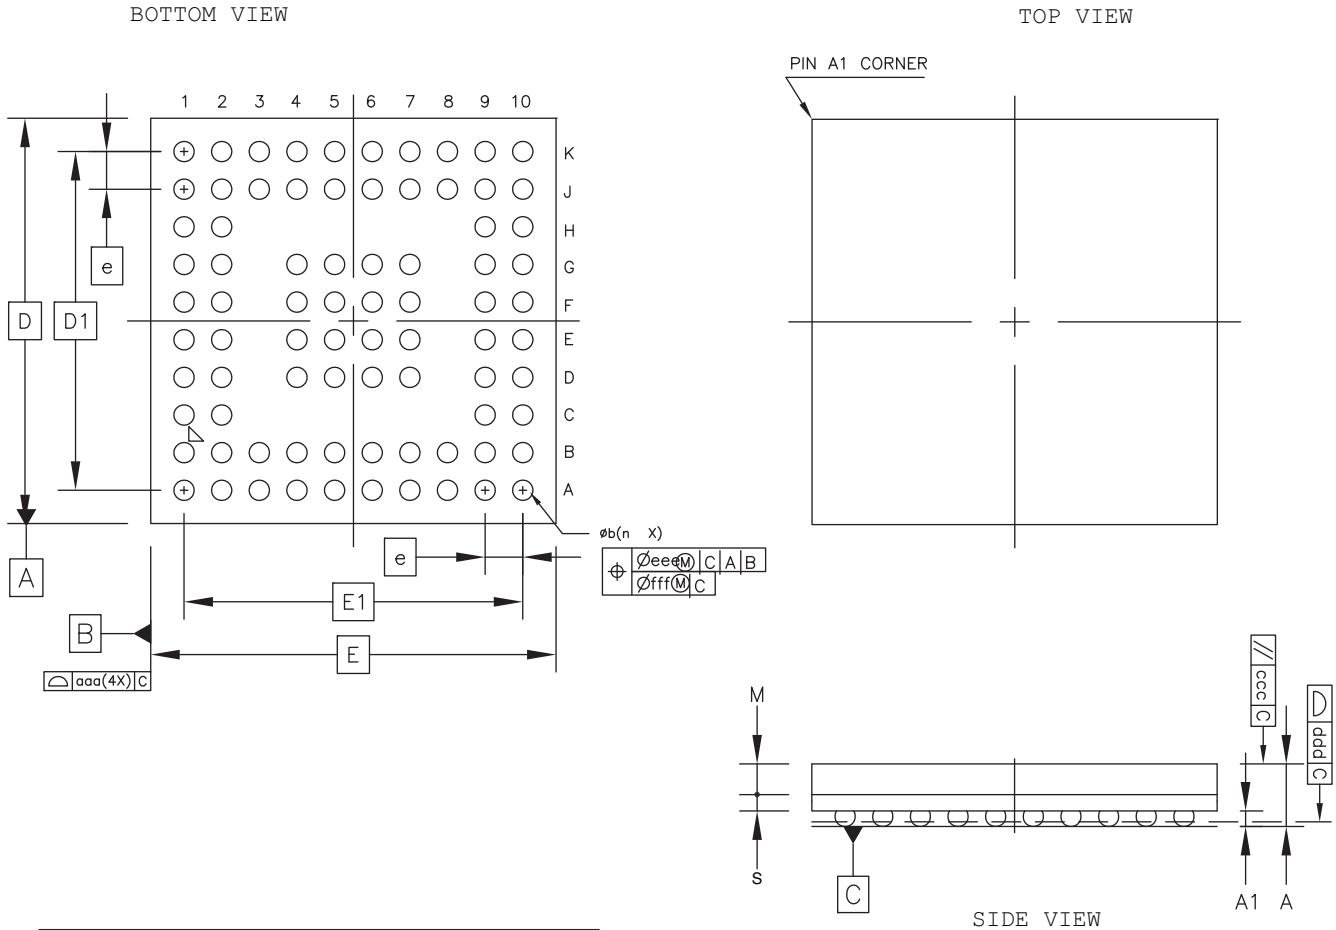 BOTTOM VIEW
TOP VIEW
PIN A1 CORNER
1 2 3 4 5 6 7 8 9 10
K
J
H
G
F
E
D
C
B
A
e
D
D1
A
e
E1
B
E
aaa(4X) C
øb(n X)
Øeee Ⓜ C A B
Øfff Ⓜ C
M
s
C
// ccc C
ddd C
A1
A
SIDE VIEW